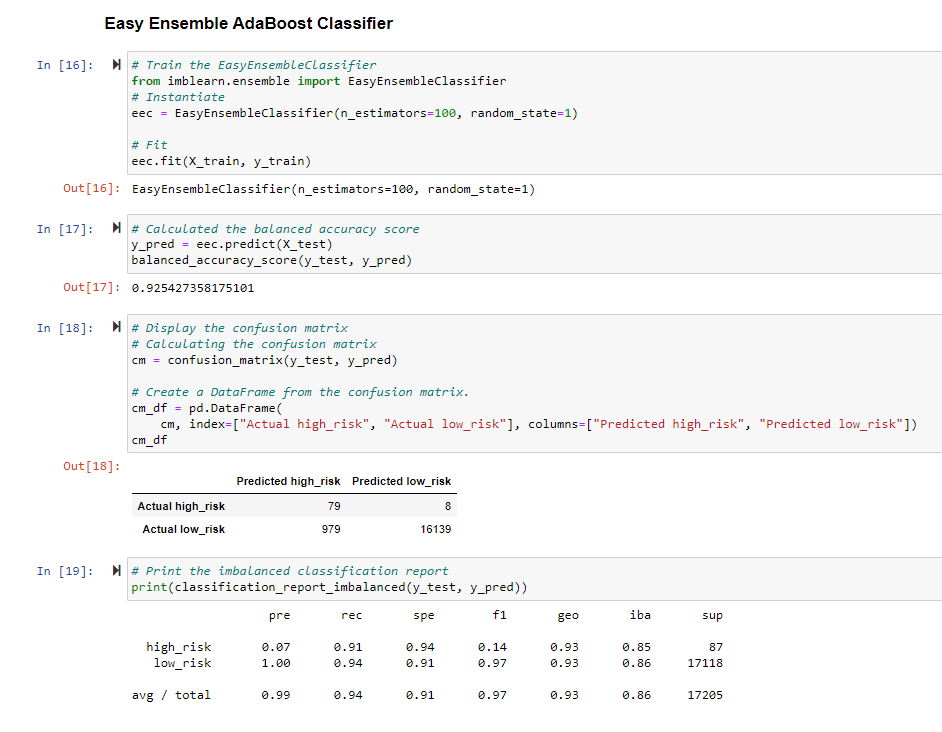 Easy Ensemble AdaBoost Classifier
In [16]: # Train the EasyEnsembleClassifier
from imblearn.ensemble import EasyEnsembleClassifier
# Instantiate
eec = EasyEnsembleClassifier(n_estimators=100, random_state=1)
# Fit
eec.fit(X_train, y_train)
Out[16]: EasyEnsembleClassifier(n_estimators=100, random_state=1)
In [17]: # Calculated the balanced accuracy score
y_pred = eec.predict(X_test)
balanced_accuracy_score(y_test, y_pred)
Out[17]: 0.925427358175101
In [18]: # Display the confusion matrix
# Calculating the confusion matrix
cm = confusion_matrix(y_test, y_pred)
# Create a DataFrame from the confusion matrix.
cm_df = pd.DataFrame(
cm, index=["Actual high_risk", "Actual low_risk"], columns=["Predicted high_risk", "Predicted low_risk"])
cm_df
Out[18]:
Predicted high_risk Predicted low_risk
Actual high_risk 79 8
Actual low_risk 979 16139
In [19]: # Print the imbalanced classification report
print(classification_report_imbalanced(y_test, y_pred))
pre rec spe f1 geo iba sup
high_risk 0.07 0.91 0.94 0.14 0.93 0.85 87
low_risk 1.00 0.94 0.91 0.97 0.93 0.86 17118
avg / total 0.99 0.94 0.91 0.97 0.93 0.86 17205